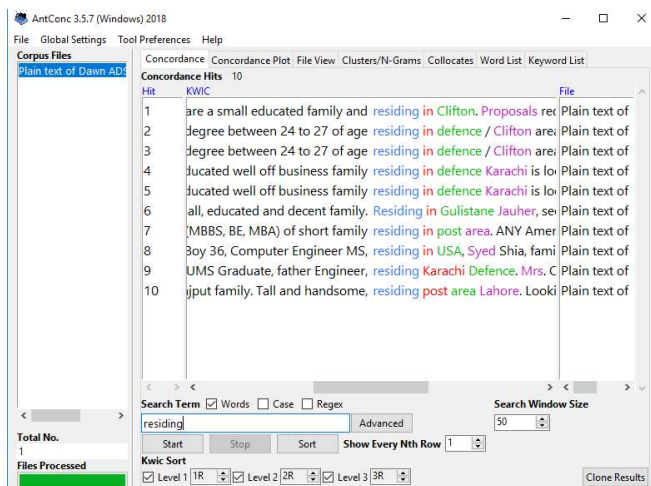 AntConc 3.5.7 (Windows) 2018
File Global Settings Tool Preferences Help
Corpus Files
Plain text of Dawn ADS
Concordance Concordance Plot File View Clusters/N-Grams Collocates Word List Keyword List
Concordance Hits 10
Hit KWIC File
1 are a small educated family and residing in Clifton. Proposals rec Plain text of
2 degree between 24 to 27 of age residing in defence / Clifton area Plain text of
3 degree between 24 to 27 of age residing in defence / Clifton area Plain text of
4 ducated well off business family residing in defence Karachi is lo Plain text of
5 ducated well off business family residing in defence Karachi is lo Plain text of
6 all, educated and decent family. Residing in Gulistane Jauher, see Plain text of
7 (MBBS, BE, MBA) of short family residing in post area. ANY Amer Plain text of
8 Boy 36, Computer Engineer MS, residing in USA, Syed Shia, fami Plain text of
9 UMS Graduate, father Engineer, residing Karachi Defence. Mrs. C Plain text of
10 jput family. Tall and handsome, residing post area Lahore. Looki Plain text of
Search Term Words Case Regex Search Window Size
residing Advanced 50
Total No.
1
Files Processed
Start Stop Sort Show Every Nth Row 1
Kwic Sort
Level 1 1R Level 2 2R Level 3 3R Clone Results